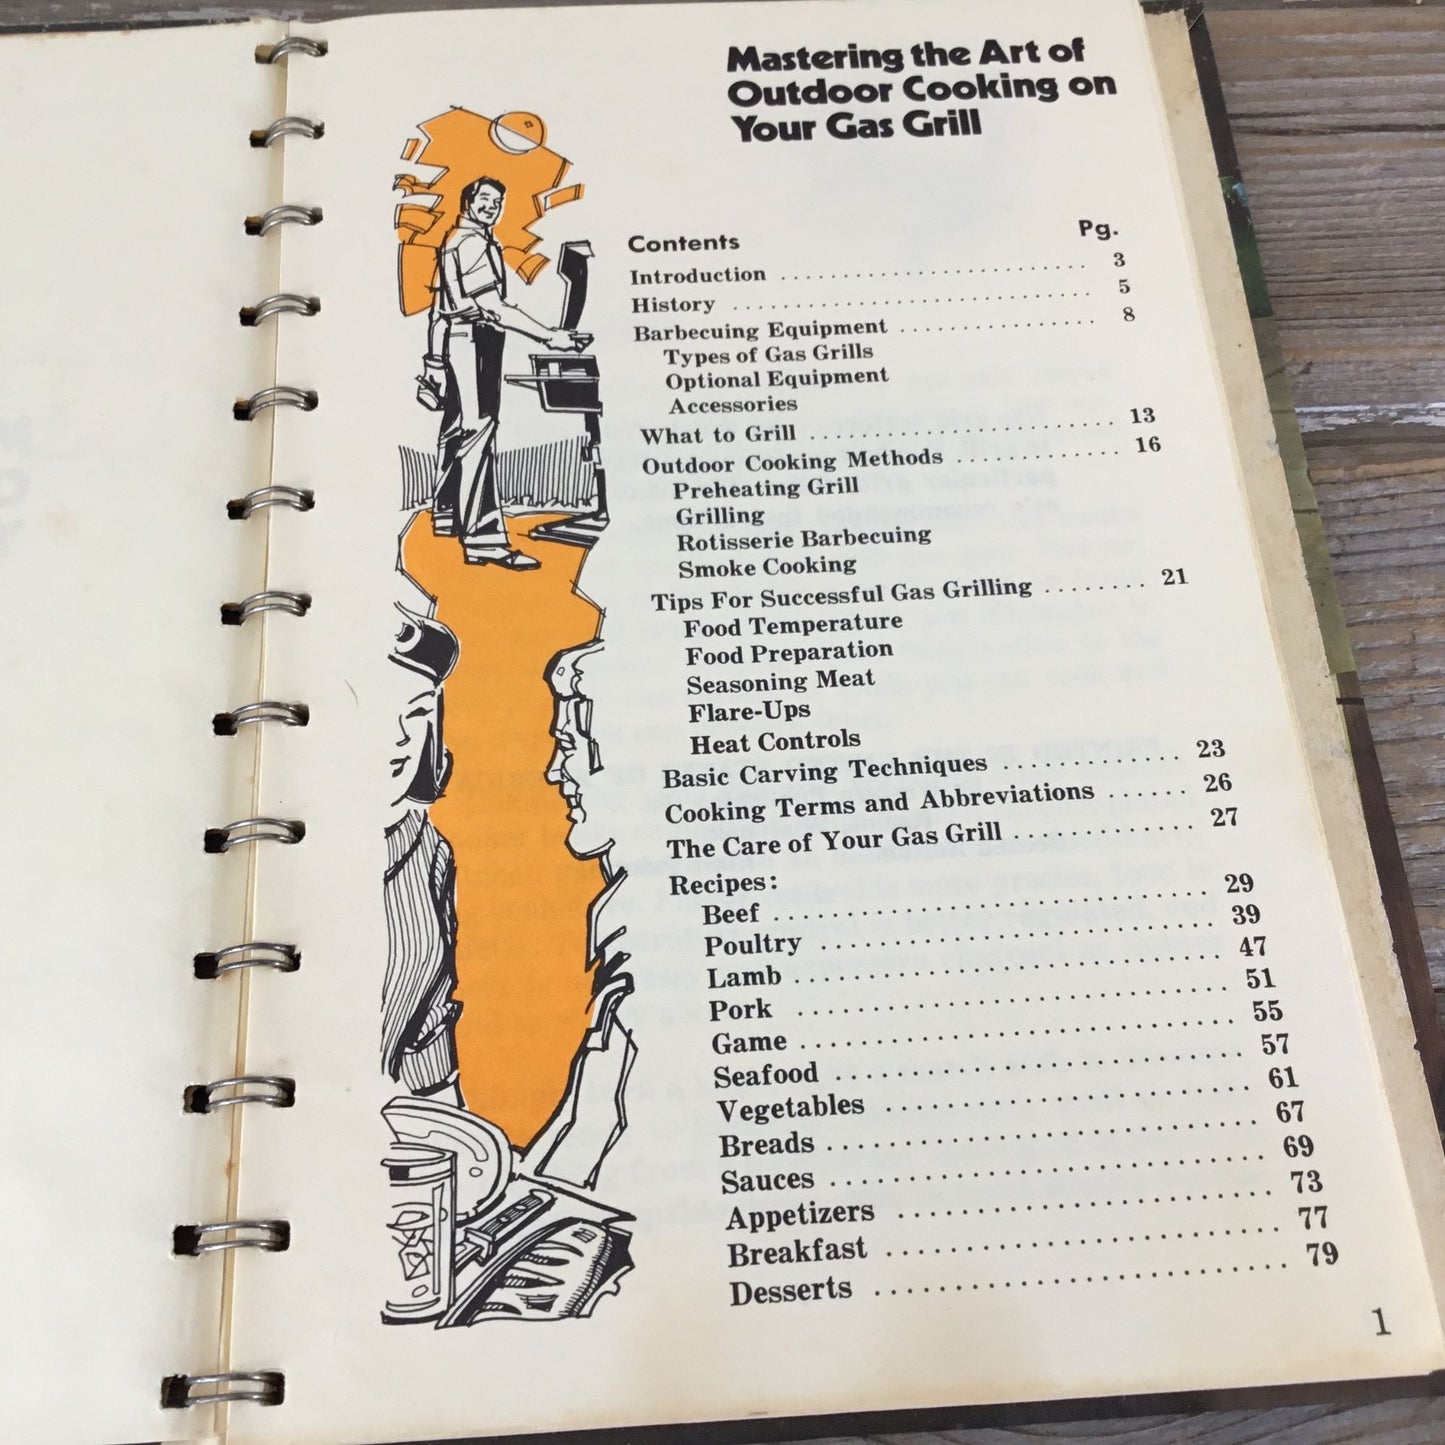 Mastering the Art of
Outdoor Cooking on
Your Gas Grill
Contents Pg.
Introduction . . . . . . . . . . . . . . . . . . . . . . . . . . 3
History . . . . . . . . . . . . . . . . . . . . . . . . . . . . . . 5
Barbecuing Equipment . . . . . . . . . . . . . . . . . 8
Types of Gas Grills
Optional Equipment
Accessories
What to Grill . . . . . . . . . . . . . . . . . . . . . . . . 13
Outdoor Cooking Methods . . . . . . . . . . . . . 16
Preheating Grill
Grilling
Rotisserie Barbecuing
Smoke Cooking
Tips For Successful Gas Grilling . . . . . . . . 21
Food Temperature
Food Preparation
Seasoning Meat
Flare-Ups
Heat Controls
Basic Carving Techniques . . . . . . . . . . . . . 23
Cooking Terms and Abbreviations . . . . . . 26
The Care of Your Gas Grill . . . . . . . . . . . . . 27
Recipes:
Beef . . . . . . . . . . . . . . . . . . . . . . . . . . . . . . 29
Poultry . . . . . . . . . . . . . . . . . . . . . . . . . . . 39
Lamb . . . . . . . . . . . . . . . . . . . . . . . . . . . . . 47
Pork . . . . . . . . . . . . . . . . . . . . . . . . . . . . . 51
Game . . . . . . . . . . . . . . . . . . . . . . . . . . . . . 55
Seafood . . . . . . . . . . . . . . . . . . . . . . . . . . . 57
Vegetables . . . . . . . . . . . . . . . . . . . . . . . . 61
Breads . . . . . . . . . . . . . . . . . . . . . . . . . . . . 67
Sauces . . . . . . . . . . . . . . . . . . . . . . . . . . . . 69
Appetizers . . . . . . . . . . . . . . . . . . . . . . . . 73
Breakfast . . . . . . . . . . . . . . . . . . . . . . . . . 77
Desserts . . . . . . . . . . . . . . . . . . . . . . . . . . 79
1